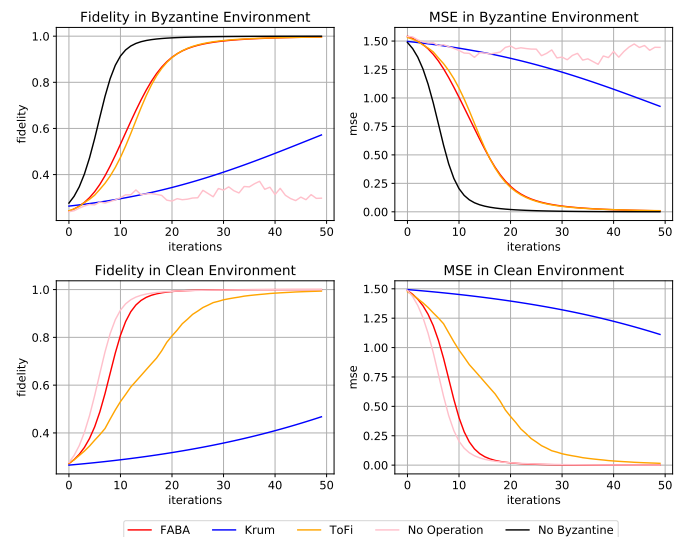 Fidelity in Byzantine Environment
MSE in Byzantine Environment
1.0
0.8
0.6
0.4
fidelity
0 10 20 30 40 50
iterations
1.50
1.25
1.00
0.75
0.50
0.25
0.00
mse
0 10 20 30 40 50
iterations
Fidelity in Clean Environment
MSE in Clean Environment
1.0
0.8
0.6
0.4
fidelity
0 10 20 30 40 50
iterations
1.50
1.25
1.00
0.75
0.50
0.25
0.00
mse
0 10 20 30 40 50
iterations
FABA Krum ToFi No Operation No Byzantine